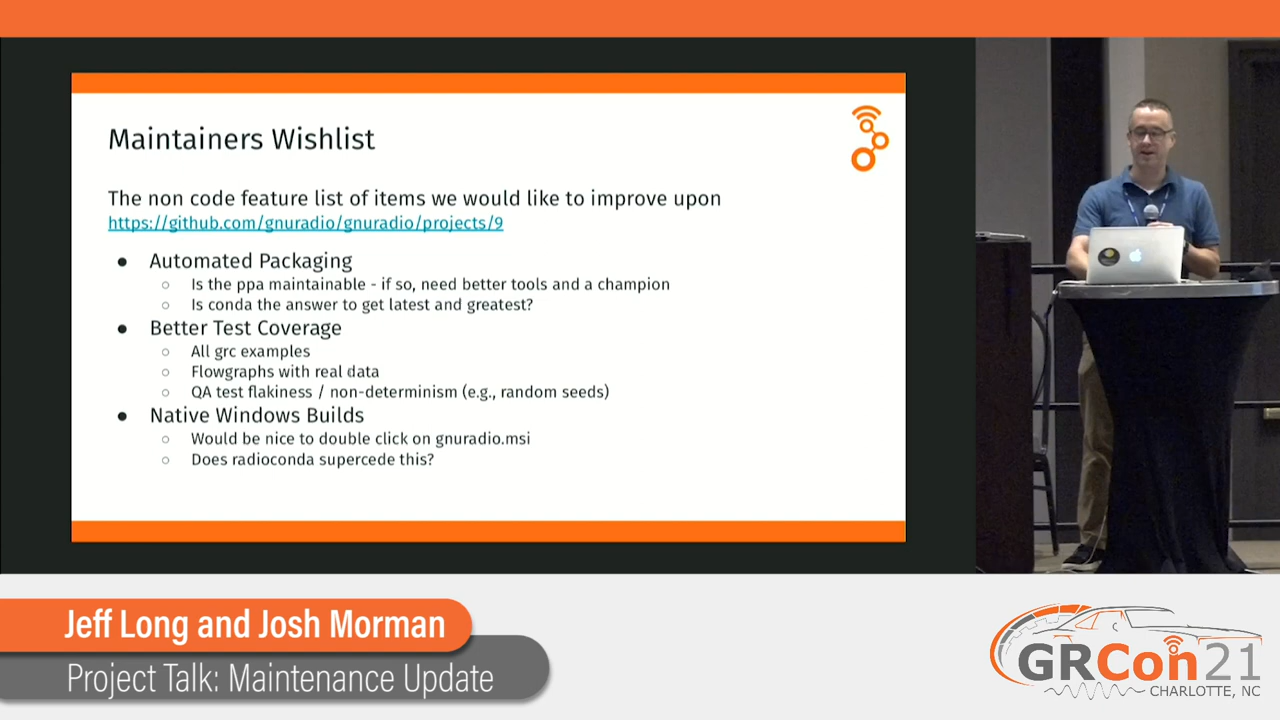 Maintainers Wishlist
The non code feature list of items we would like to improve upon
https://github.com/gnuradio/gnuradio/projects/9
● Automated Packaging
○ Is the ppa maintainable - if so, need better tools and a champion
○ Is conda the answer to get latest and greatest?
● Better Test Coverage
○ All grc examples
○ Flowgraphs with real data
○ QA test flakiness / non-determinism (e.g., random seeds)
● Native Windows Builds
○ Would be nice to double click on gnuradio.msi
○ Does radioconda supercede this?
Jeff Long and Josh Morman
Project Talk: Maintenance Update
GRCon21
CHARLOTTE, NC